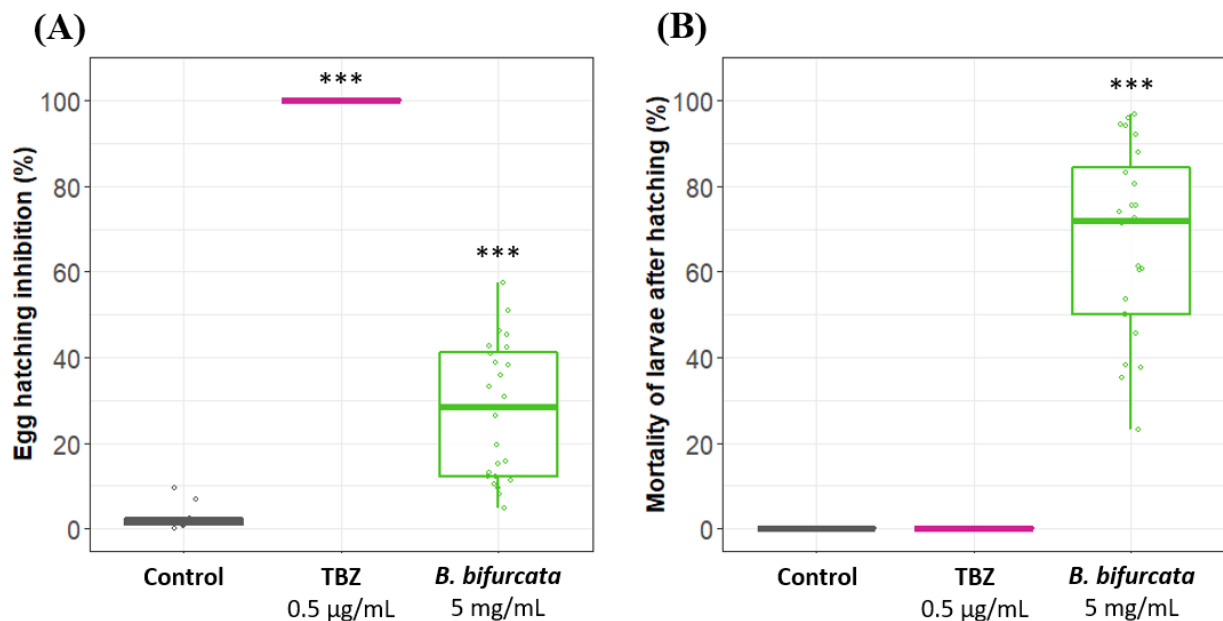 (A)
Egg hatching inhibition (%)
100
80
60
40
20
0
***
***
Control
TBZ
0.5 µg/mL
B. bifurcata
5 mg/mL
(B)
Mortality of larvae after hatching (%)
100
80
60
40
20
0
***
Control
TBZ
0.5 µg/mL
B. bifurcata
5 mg/mL